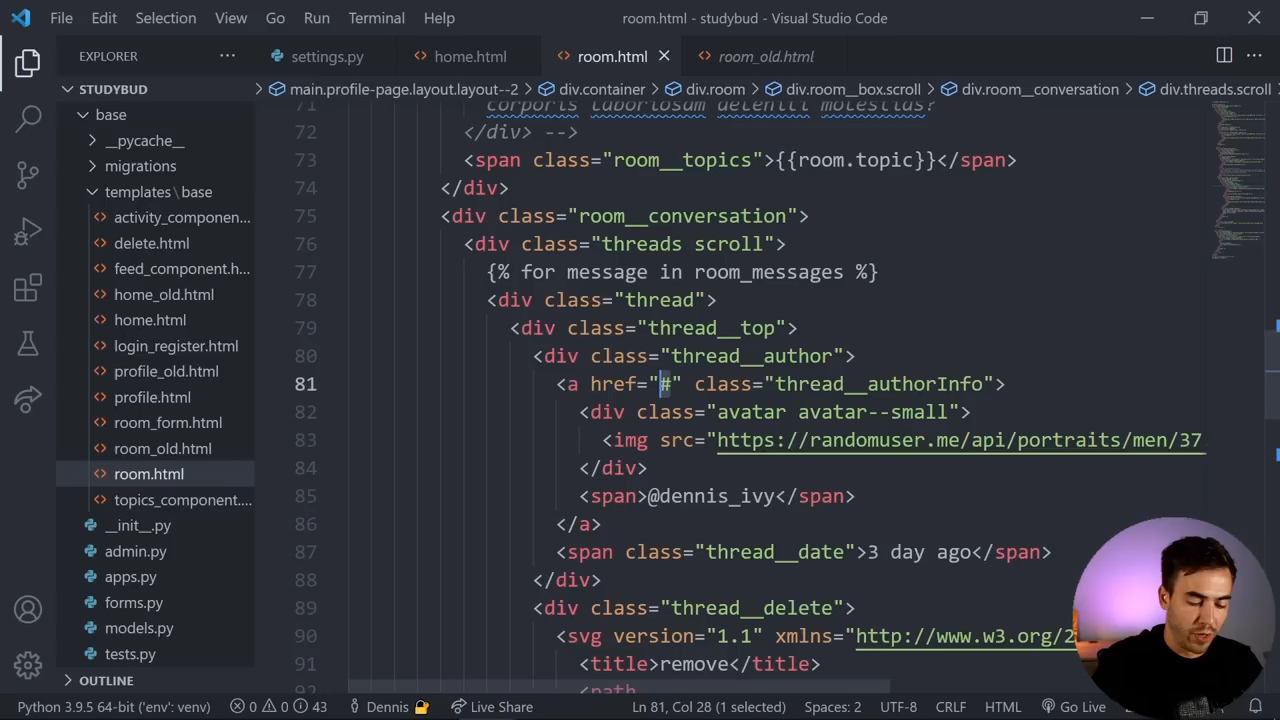 File Edit Selection View Go Run Terminal Help
room.html - studybud - Visual Studio Code
EXPLORER
settings.py
home.html
room.html
room_old.html
STUDYBUD
main.profile-page.layout.layout--2 > div.container > div.room > div.room__box.scroll > div.room__conversation > div.threads.scroll
base
__pycache__
migrations
templates\base
activity_componen...
delete.html
feed_component.h...
home_old.html
home.html
login_register.html
profile_old.html
profile.html
room_form.html
room_old.html
room.html
topics_component....
__init__.py
admin.py
apps.py
forms.py
models.py
tests.py
OUTLINE
71 corporis laboriosam deleniti molestias?
72 </div> -->
73 <span class="room__topics">{{room.topic}}</span>
74 </div>
75 <div class="room__conversation">
76 <div class="threads scroll">
77 {% for message in room_messages %}
78 <div class="thread">
79 <div class="thread__top">
80 <div class="thread__author">
81 <a href="#" class="thread__authorInfo">
82 <div class="avatar avatar--small">
83 <img src="https://randomuser.me/api/portraits/men/37
84 </div>
85 <span>@dennis_ivy</span>
86 </a>
87 <span class="thread__date">3 day ago</span>
88 </div>
89 <div class="thread__delete">
90 <svg version="1.1" xmlns="http://www.w3.org/2
91 <title>remove</title>
92 <path
Python 3.9.5 64-bit ('env': venv) 0 0 43 Dennis Live Share Ln 81, Col 28 (1 selected) Spaces: 2 UTF-8 CRLF HTML Go Live